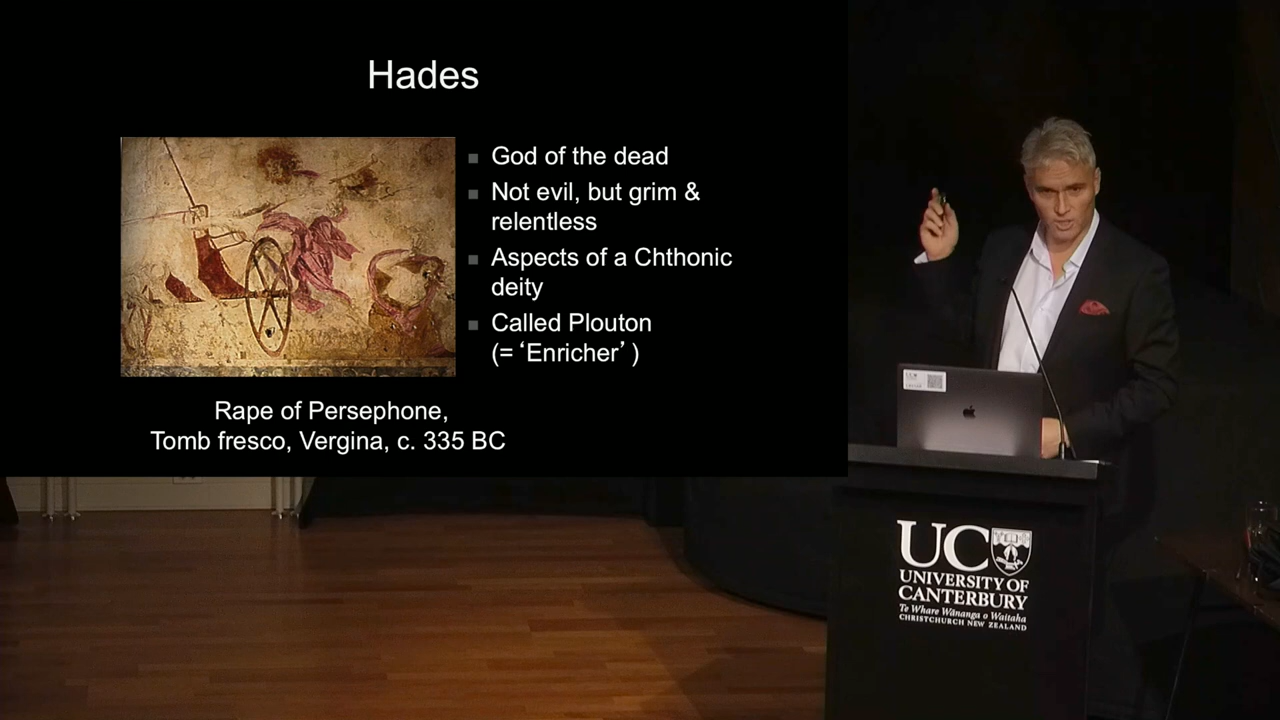 Hades
God of the dead
Not evil, but grim &
relentless
Aspects of a Chthonic
deity
Called Plouton
(= ‘Enricher’ )
Rape of Persephone,
Tomb fresco, Vergina, c. 335 BC
UC
UNIVERSITY OF
CANTERBURY
Te Whare Wānanga o Waitaha
CHRISTCHURCH NEW ZEALAND